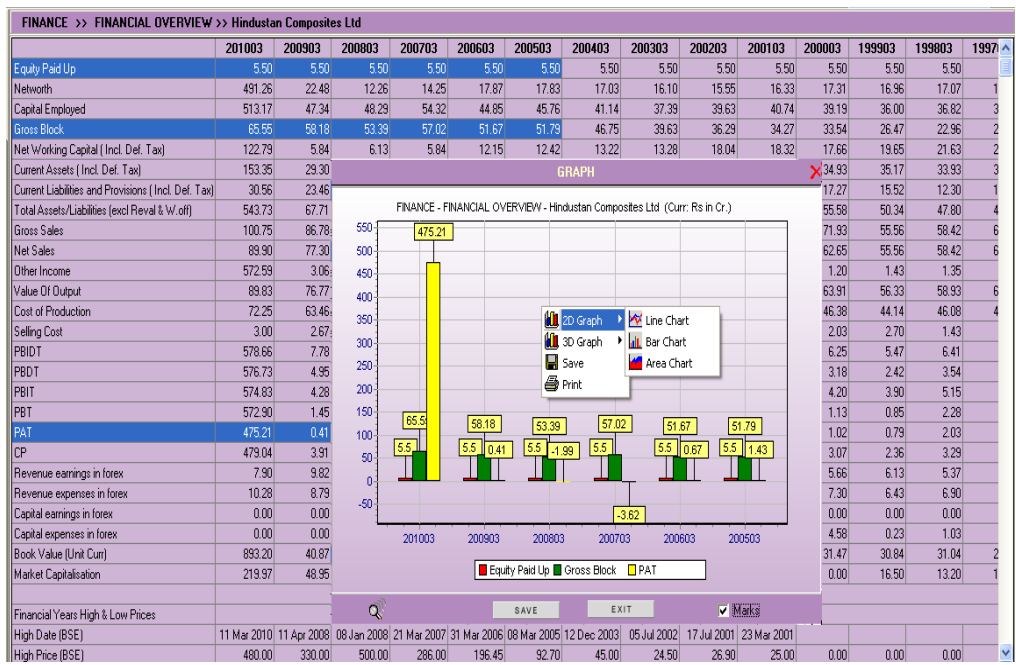 FINANCE >> FINANCIAL OVERVIEW >> Hindustan Composites Ltd
201003 200903 200803 200703 200603 200503 200403 200303 200203 200103 200003 199903 199803 1997
Equity Paid Up 5.50 5.50 5.50 5.50 5.50 5.50 5.50 5.50 5.50 5.50 5.50 5.50 5.50
Networth 491.26 22.48 12.26 14.25 17.87 17.83 17.03 16.10 15.55 16.33 17.31 16.96 17.07 1
Capital Employed 513.17 47.34 48.29 54.32 44.85 45.76 41.14 37.39 39.63 40.74 39.19 36.00 36.82 3
Gross Block 65.55 58.18 53.39 57.02 51.67 51.79 46.75 39.63 36.29 34.27 33.54 26.47 22.96 2
Net Working Capital ( Incl. Def. Tax) 122.79 5.84 6.13 5.84 12.15 12.42 13.22 13.28 18.04 18.32 17.66 19.65 21.63 2
Current Assets ( Incl. Def. Tax) 153.35 29.30 34.93 35.17 33.93 3
Current Liabilities and Provisions ( Incl. Def. Tax) 30.56 23.46 17.27 15.52 12.30 1
Total Assets/Liabilities (excl Reval & W.off) 543.73 67.71 55.58 50.34 47.80 4
Gross Sales 100.75 86.78 71.93 55.56 58.42 6
Net Sales 89.90 77.30 62.65 55.56 58.42 6
Other Income 572.59 3.06 1.20 1.43 1.35
Value Of Output 89.83 76.77 63.91 56.33 58.93 6
Cost of Production 72.25 63.46 46.38 44.14 46.08 4
Selling Cost 3.00 2.67 2.03 2.70 1.43
PBIDT 578.66 7.78 6.25 5.47 6.41
PBDT 576.73 4.95 3.18 2.42 3.54
PBIT 574.83 4.28 4.20 3.90 5.15
PBT 572.90 1.45 1.13 0.85 2.28
PAT 475.21 0.41 1.02 0.79 2.03
CP 479.04 3.91 3.07 2.36 3.29
Revenue earnings in forex 7.90 9.82 5.66 6.13 5.37
Revenue expenses in forex 10.28 8.79 7.30 6.43 6.90
Capital earnings in forex 0.00 0.00 0.00 0.00 0.00
Capital expenses in forex 0.00 0.00 4.58 0.23 1.03
Book Value (Unit Curr) 893.20 40.87 31.47 30.84 31.04 2
Market Capitalisation 219.97 48.95 0.00 16.50 13.20 1
Financial Years High & Low Prices
High Date (BSE) 11 Mar 2010 11 Apr 2008 08 Jan 2008 21 Mar 2007 31 Mar 2006 08 Mar 2005 12 Dec 2003 05 Jul 2002 17 Jul 2001 23 Mar 2001
High Price (BSE) 480.00 330.00 500.00 286.00 196.45 92.70 45.00 24.50 26.90 25.00 0.00 0.00 0.00
GRAPH
FINANCE - FINANCIAL OVERVIEW - Hindustan Composites Ltd (Curr: Rs in Cr.)
550
500
450
400
350
300
250
200
150
100
50
0
-50
475.21
2D Graph
3D Graph
Save
Print
Line Chart
Bar Chart
Area Chart
65.5 58.18 53.39 57.02 51.67 51.79
5.5 5.5 0.41 5.5 -1.99 5.5 5.5 0.67 5.5 1.43
-3.62
201003 200903 200803 200703 200603 200503
Equity Paid Up Gross Block PAT
SAVE EXIT Marks